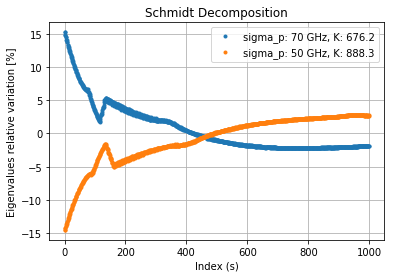 Schmidt Decomposition
sigma_p: 70 GHz, K: 676.2
sigma_p: 50 GHz, K: 888.3
Eigenvalues relative variation [%]
15
10
5
0
−5
−10
−15
0 200 400 600 800 1000
Index (s)